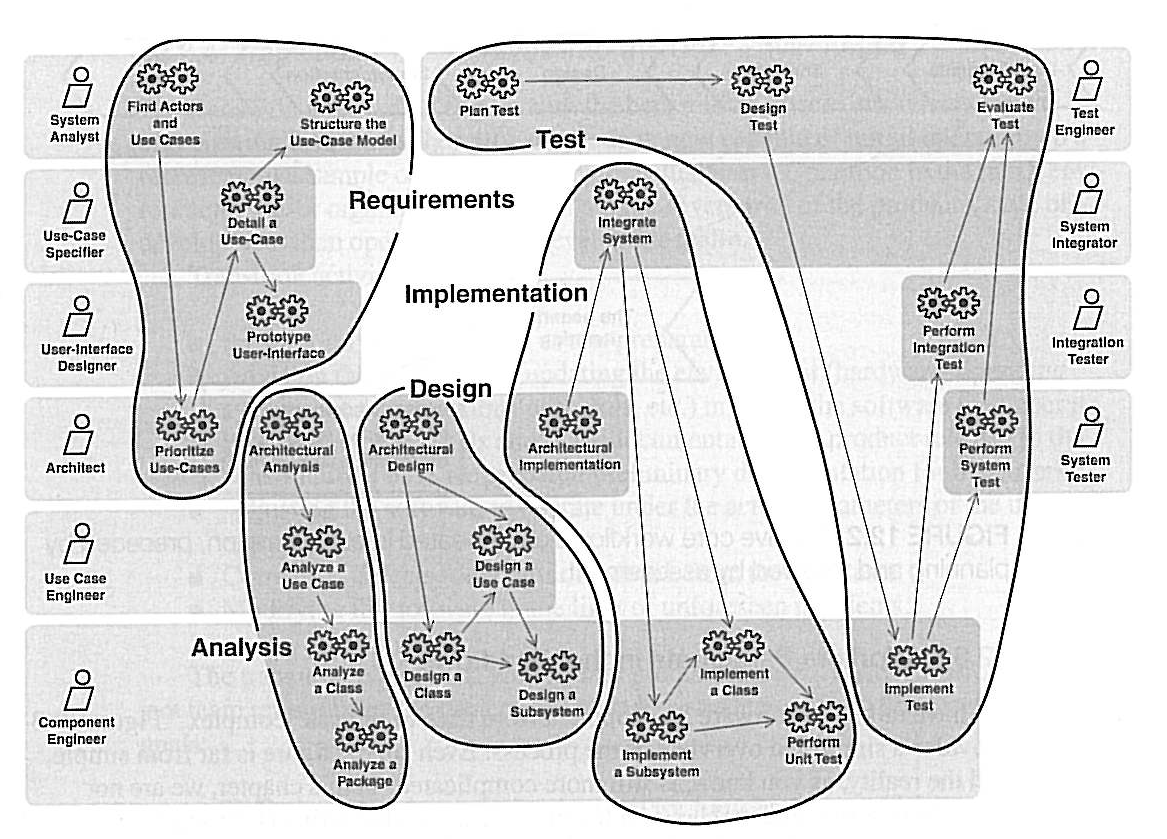 System
Analyst
Find Actors
and
Use Cases
Structure the
Use-Case Model
Plan Test
Design
Test
Evaluate
Test
Test
Engineer
Test
Use-Case
Specifier
Detail a
Use-Case
Requirements
Integrate
System
System
Integrator
User-Interface
Designer
Prototype
User-Interface
Implementation
Perform
Integration
Test
Integration
Tester
Design
Architect
Prioritize
Use-Cases
Architectural
Analysis
Architectural
Design
Architectural
Implementation
Perform
System
Test
System
Tester
Use Case
Engineer
Analyze a
Use Case
Design a
Use Case
Analysis
Component
Engineer
Analyze
a Class
Design a
Class
Design a
Subsystem
Implement
a Class
Implement
Test
Analyze a
Package
Implement
a Subsystem
Perform
Unit Test